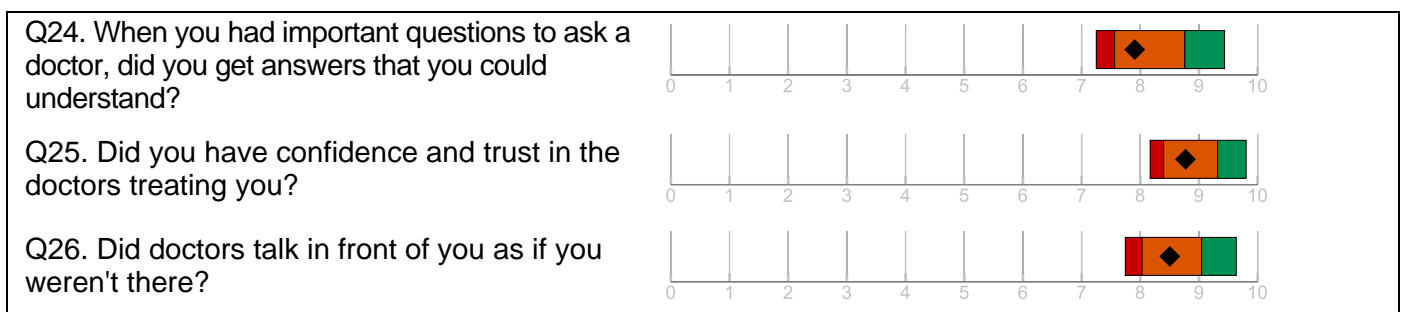 Q24. When you had important questions to ask a
doctor, did you get answers that you could
understand?
0 1 2 3 4 5 6 7 8 9 10
Q25. Did you have confidence and trust in the
doctors treating you?
0 1 2 3 4 5 6 7 8 9 10
Q26. Did doctors talk in front of you as if you
weren't there?
0 1 2 3 4 5 6 7 8 9 10